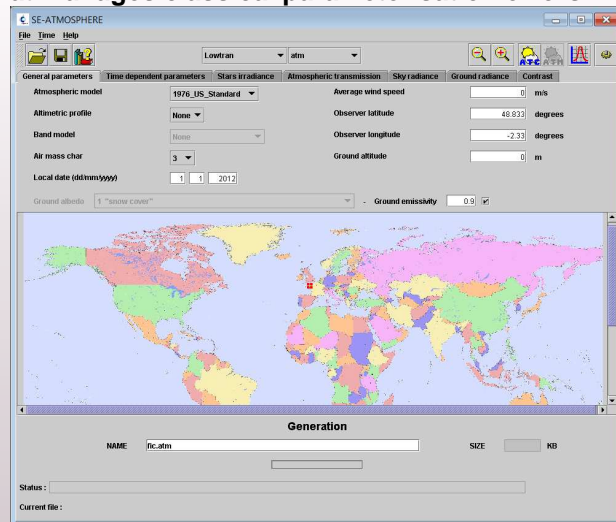 SE-ATMOSPHERE
File Time Help
Lowtran atm
General parameters Time dependent parameters Stars irradiance Atmospheric transmission Sky radiance Ground radiance Contrast
Atmospheric model 1976_US_Standard Average wind speed 0 m/s
Altimetric profile None Observer latitude 48.833 degrees
Band model None Observer longitude -2.33 degrees
Air mass char 3 Ground altitude 0 m
Local date (dd/mm/yyyy) 1 1 2012
Ground albedo 1 "snow cover" - Ground emissivity 0.9
Generation
NAME fic.atm SIZE KB
Status :
Current file :